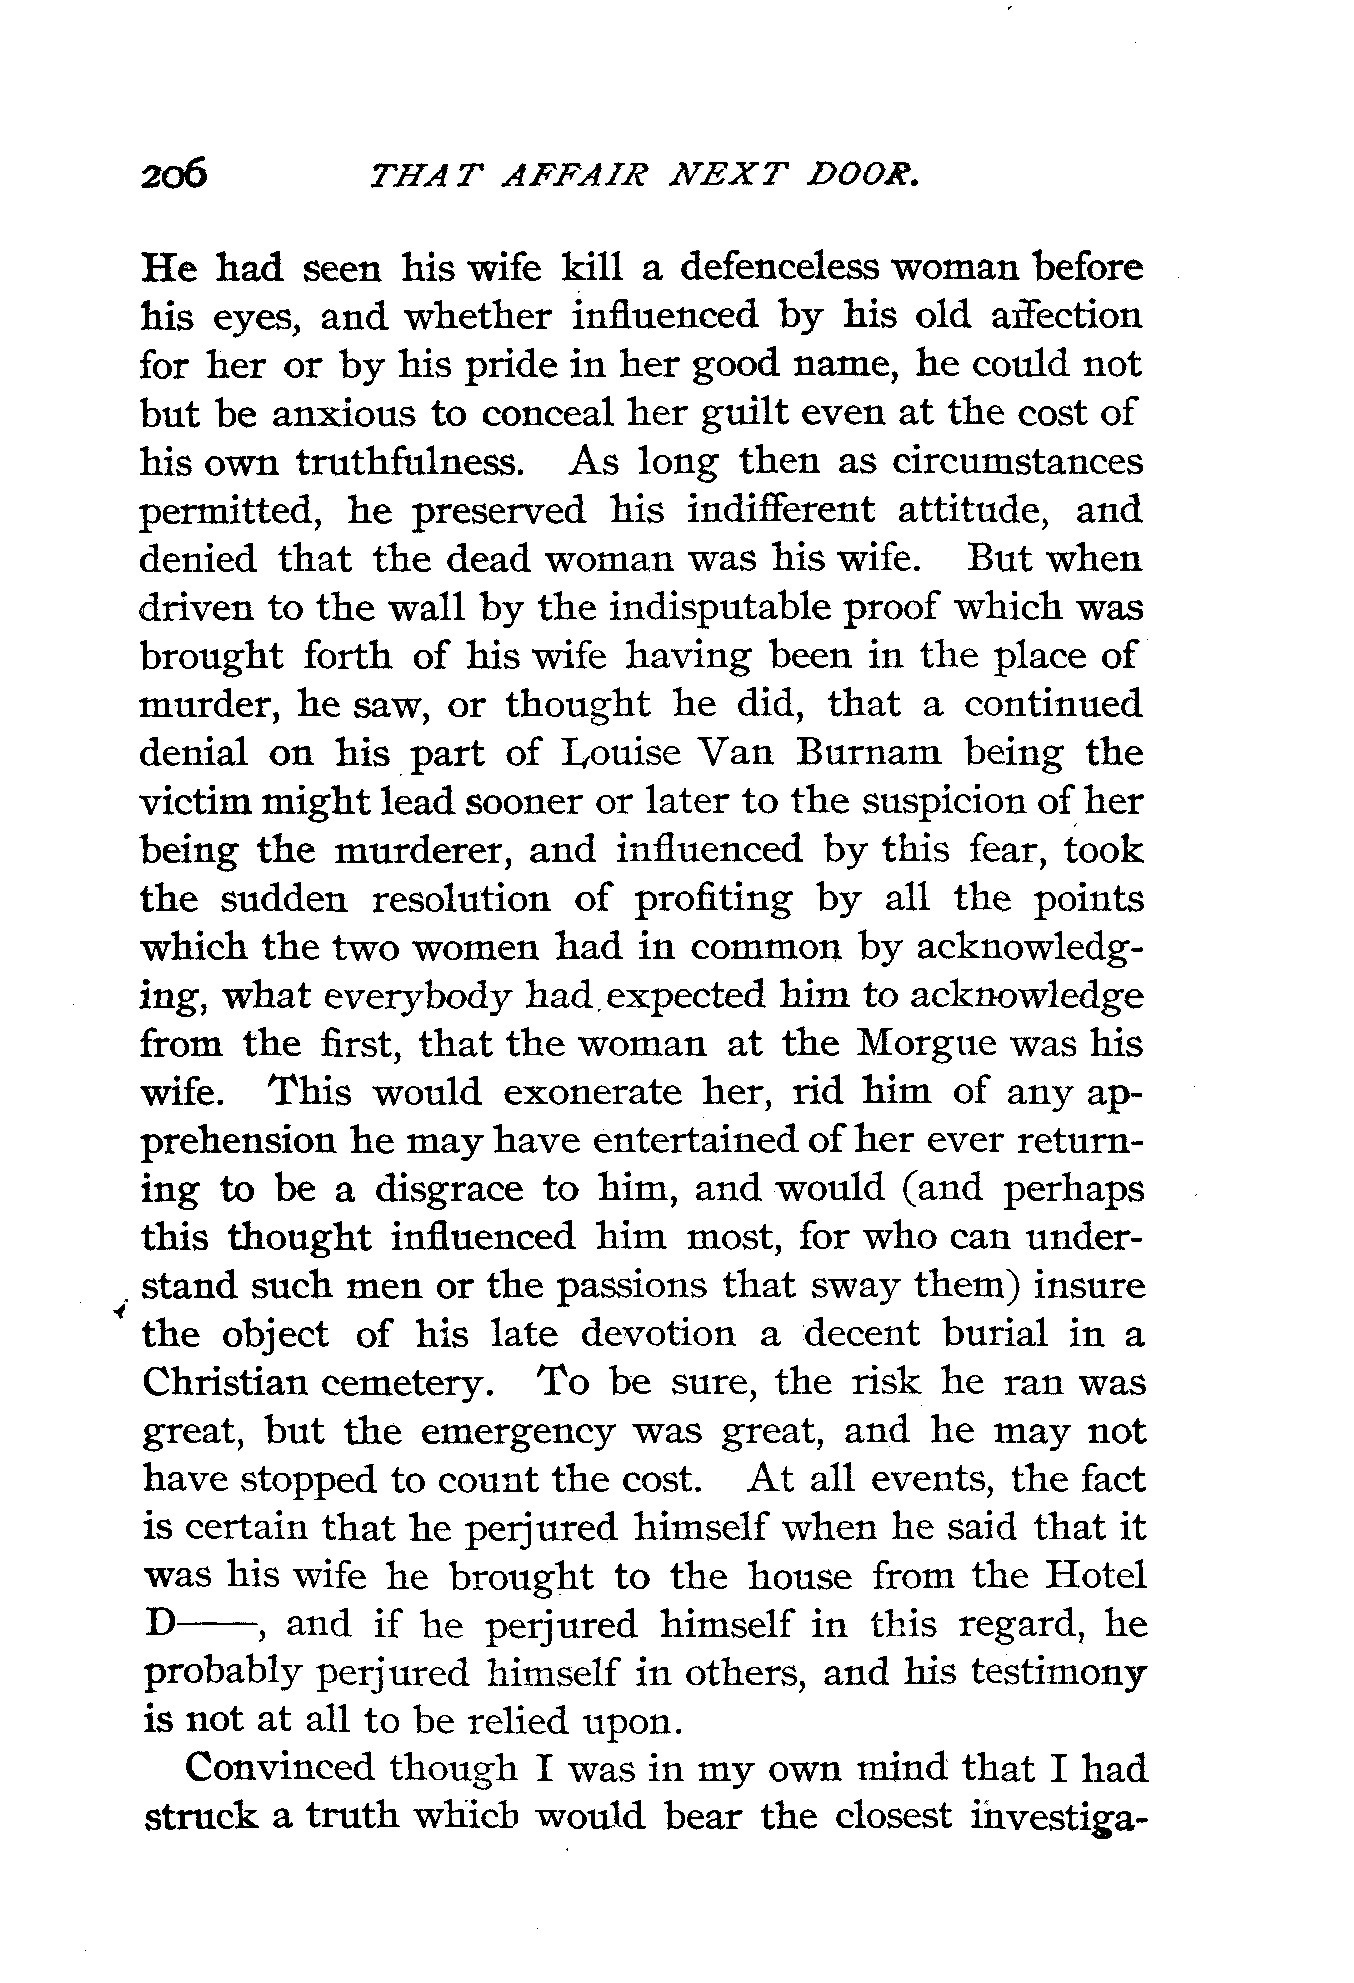 206 THAT AFFAIR NEXT DOOR.
He had seen his wife kill a defenceless woman before
his eyes, and whether influenced by his old affection
for her or by his pride in her good name, he could not
but be anxious to conceal her guilt even at the cost of
his own truthfulness. As long then as circumstances
permitted, he preserved his indifferent attitude, and
denied that the dead woman was his wife. But when
driven to the wall by the indisputable proof which was
brought forth of his wife having been in the place of
murder, he saw, or thought he did, that a continued
denial on his part of Louise Van Burnam being the
victim might lead sooner or later to the suspicion of her
being the murderer, and influenced by this fear, took
the sudden resolution of profiting by all the points
which the two women had in common by acknowledg-
ing, what everybody had expected him to acknowledge
from the first, that the woman at the Morgue was his
wife. This would exonerate her, rid him of any ap-
prehension he may have entertained of her ever return-
ing to be a disgrace to him, and would (and perhaps
this thought influenced him most, for who can under-
stand such men or the passions that sway them) insure
the object of his late devotion a decent burial in a
Christian cemetery. To be sure, the risk he ran was
great, but the emergency was great, and he may not
have stopped to count the cost. At all events, the fact
is certain that he perjured himself when he said that it
was his wife he brought to the house from the Hotel
D——, and if he perjured himself in this regard, he
probably perjured himself in others, and his testimony
is not at all to be relied upon.
Convinced though I was in my own mind that I had
struck a truth which would bear the closest investiga-